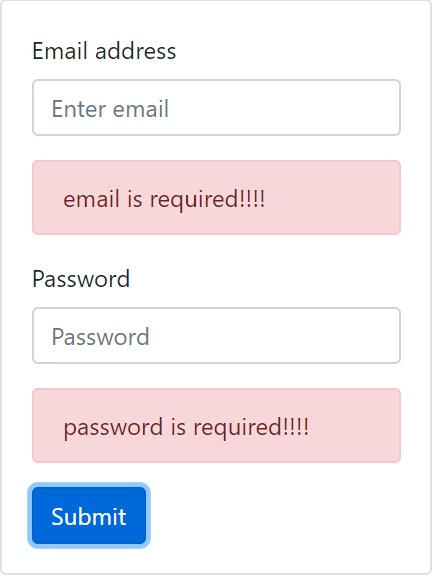 Email address
Enter email
email is required!!!!
Password
Password
password is required!!!!
Submit